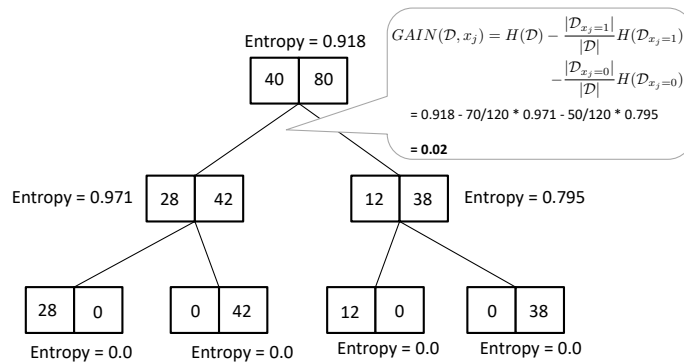 Entropy = 0.918
40 80
GAIN(𝒟, x_j) = H(𝒟) − |𝒟_{x_j=1}|/|𝒟| H(𝒟_{x_j=1})
− |𝒟_{x_j=0}|/|𝒟| H(𝒟_{x_j=0})
= 0.918 - 70/120 * 0.971 - 50/120 * 0.795
= 0.02
Entropy = 0.971
28 42
12 38
Entropy = 0.795
28 0
0 42
12 0
0 38
Entropy = 0.0
Entropy = 0.0
Entropy = 0.0
Entropy = 0.0